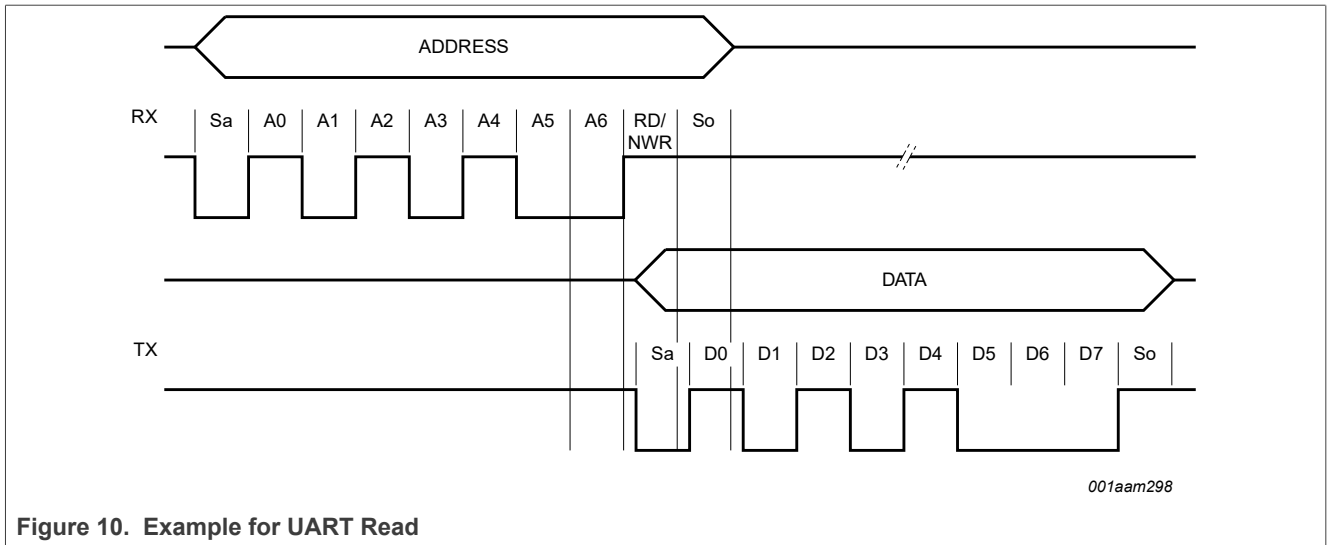 ADDRESS
RX Sa A0 A1 A2 A3 A4 A5 A6 RD/ So
NWR
DATA
TX Sa D0 D1 D2 D3 D4 D5 D6 D7 So
001aam298
Figure 10. Example for UART Read